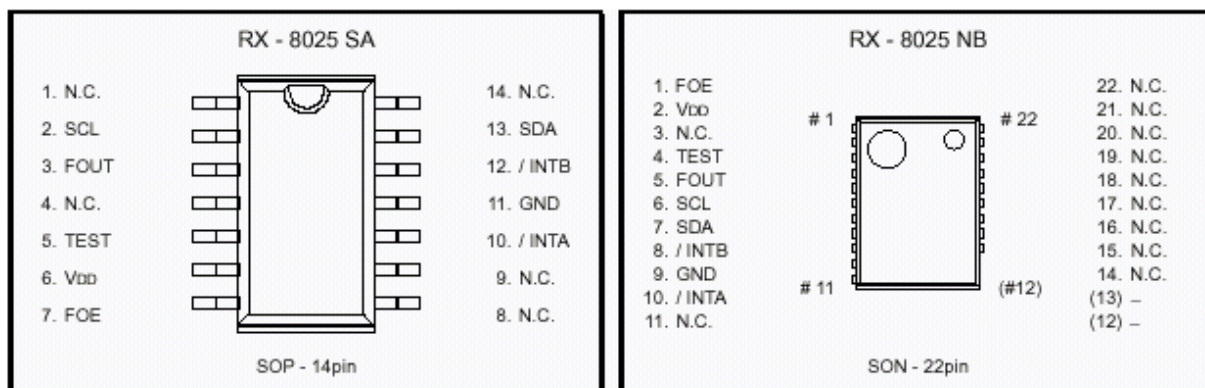 RX - 8025 SA
1. N.C.
2. SCL
3. FOUT
4. N.C.
5. TEST
6. VDD
7. FOE
14. N.C.
13. SDA
12. / INTB
11. GND
10. / INTA
9. N.C.
8. N.C.
SOP - 14pin
RX - 8025 NB
1. FOE
2. VDD
3. N.C.
4. TEST
5. FOUT
6. SCL
7. SDA
8. / INTB
9. GND
10. / INTA
11. N.C.
# 1
# 22
# 11
(#12)
22. N.C.
21. N.C.
20. N.C.
19. N.C.
18. N.C.
17. N.C.
16. N.C.
15. N.C.
14. N.C.
(13) –
(12) –
SON - 22pin